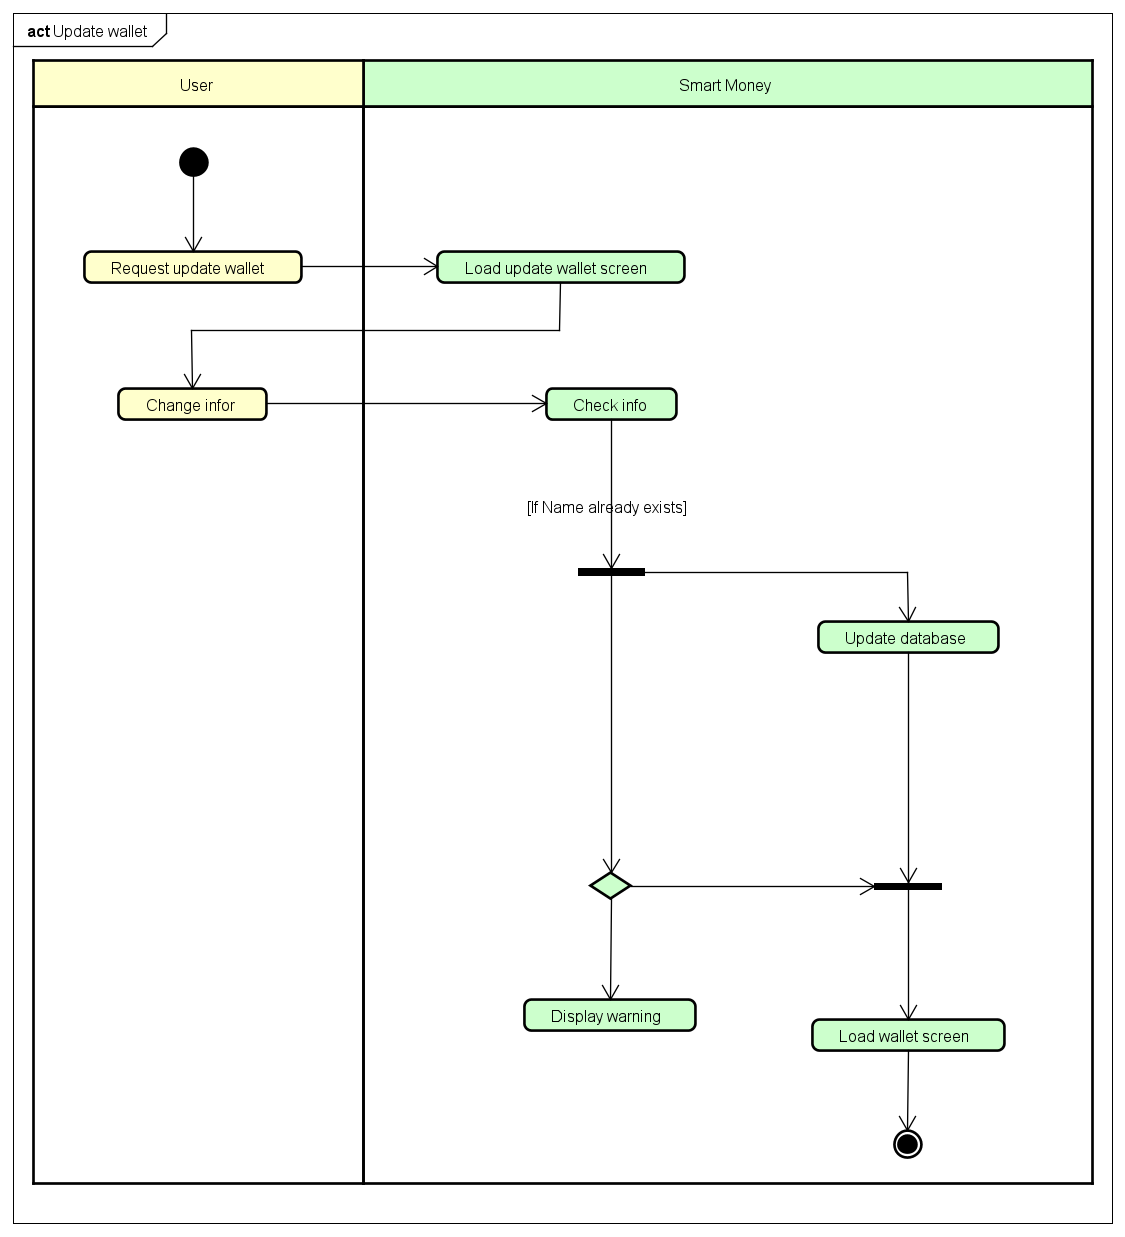 act Update wallet
User
Smart Money
Request update wallet
Load update wallet screen
Change infor
Check info
[If Name already exists]
Update database
Display warning
Load wallet screen